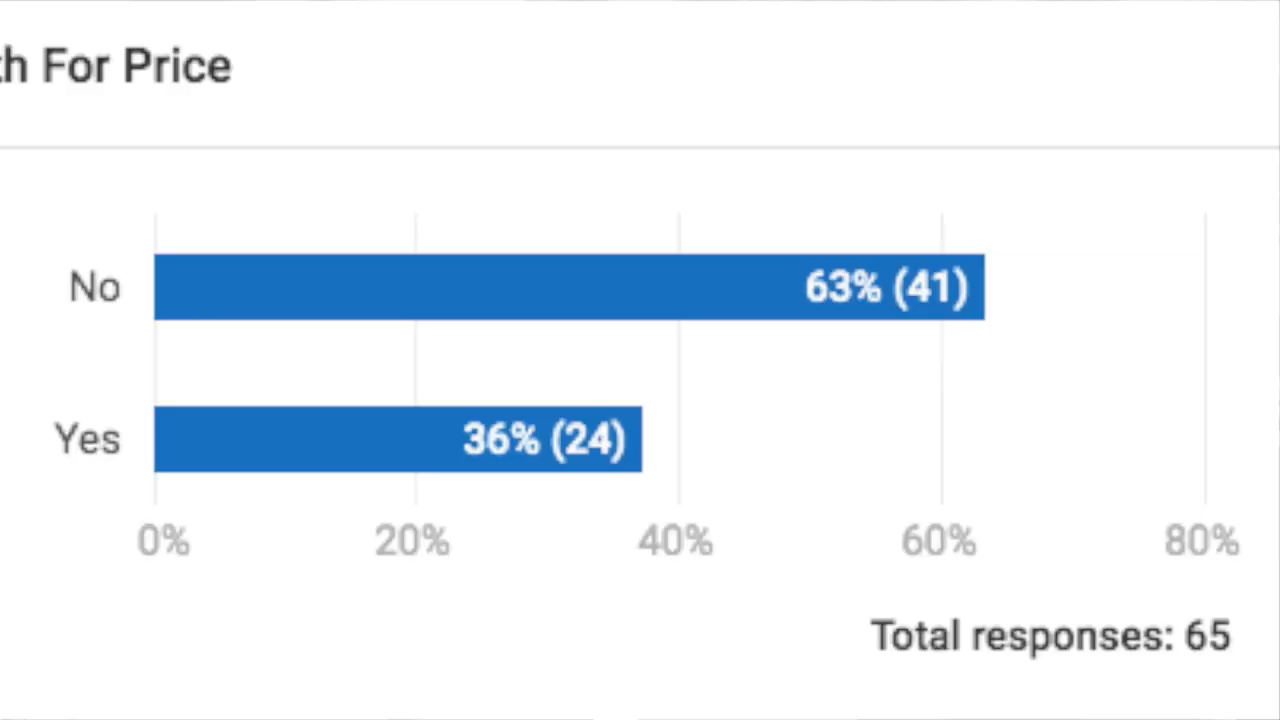 For Price
No 63% (41)
Yes 36% (24)
0% 20% 40% 60% 80%
Total responses: 65